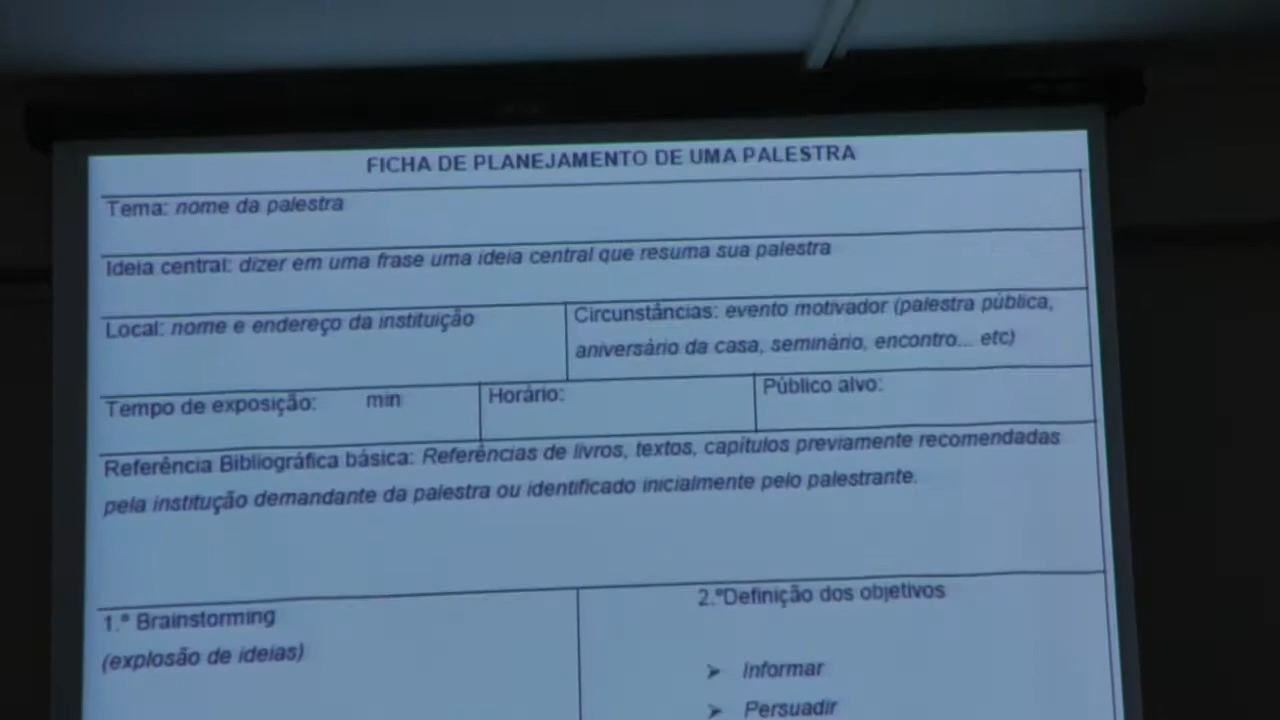 FICHA DE PLANEJAMENTO DE UMA PALESTRA
Tema: nome da palestra
Ideia central: dizer em uma frase uma ideia central que resuma sua palestra
Local: nome e endereço da instituição
Circunstâncias: evento motivador (palestra pública,
aniversário da casa, seminário, encontro... etc)
Tempo de exposição: min
Horário:
Público alvo:
Referência Bibliográfica básica: Referências de livros, textos, capítulos previamente recomendadas
pela institução demandante da palestra ou identificado inicialmente pelo palestrante.
1.º Brainstorming
(explosão de ideias)
2.ºDefinição dos objetivos
➢ Informar
➢ Persuadir